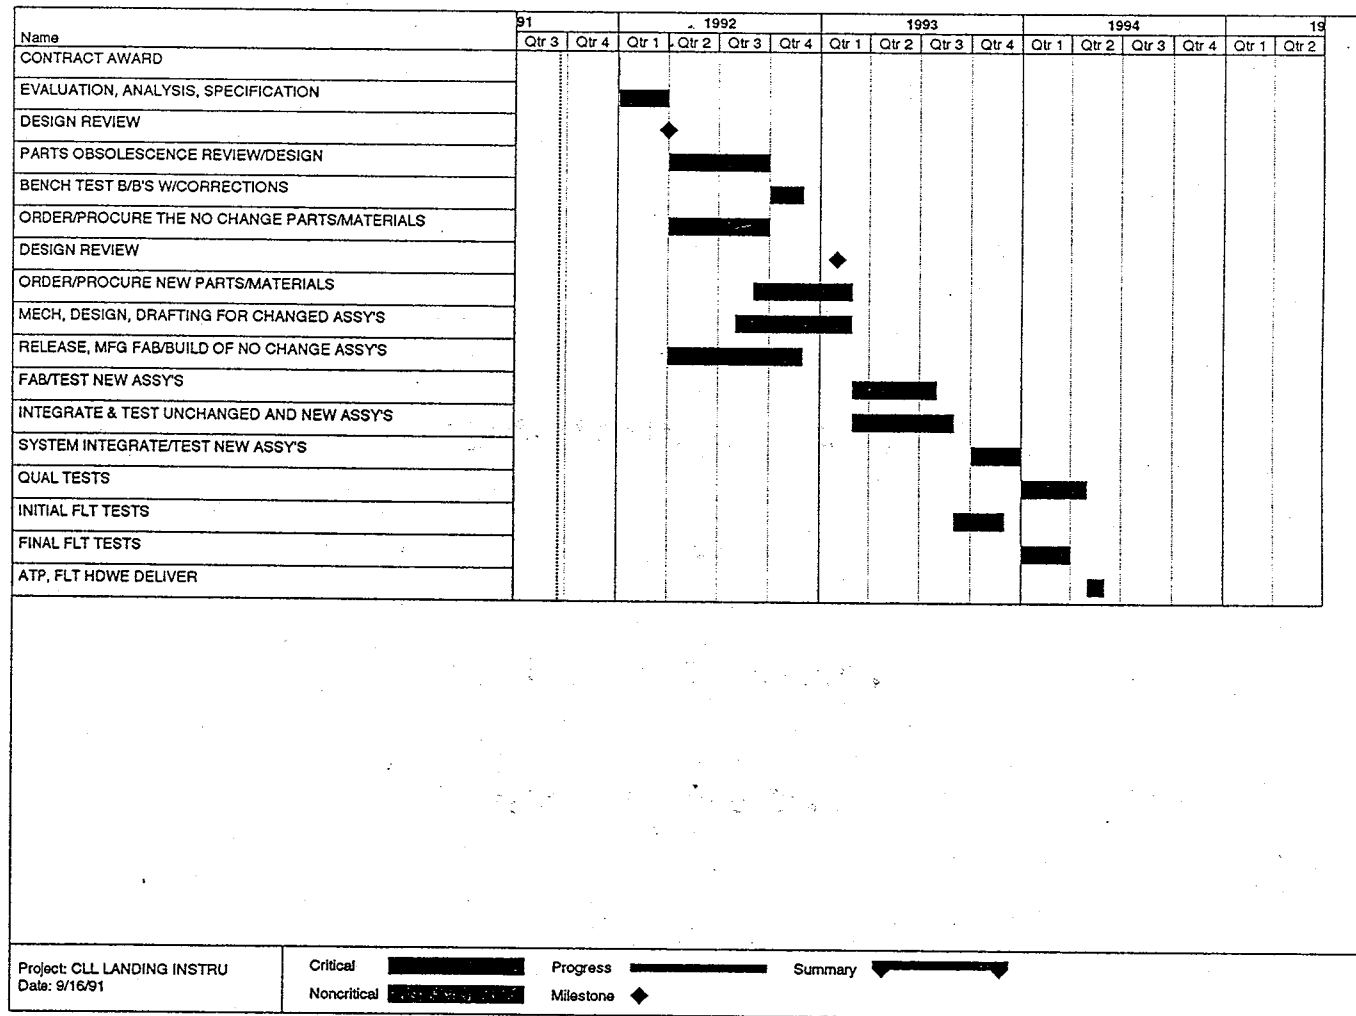 91 1992 1993 1994 19
Name Qtr 3 Qtr 4 Qtr 1 Qtr 2 Qtr 3 Qtr 4 Qtr 1 Qtr 2 Qtr 3 Qtr 4 Qtr 1 Qtr 2 Qtr 3 Qtr 4 Qtr 1 Qtr 2
CONTRACT AWARD
EVALUATION, ANALYSIS, SPECIFICATION
DESIGN REVIEW
PARTS OBSOLESCENCE REVIEW/DESIGN
BENCH TEST B/B'S W/CORRECTIONS
ORDER/PROCURE THE NO CHANGE PARTS/MATERIALS
DESIGN REVIEW
ORDER/PROCURE NEW PARTS/MATERIALS
MECH, DESIGN, DRAFTING FOR CHANGED ASSY'S
RELEASE, MFG FAB/BUILD OF NO CHANGE ASSY'S
FAB/TEST NEW ASSY'S
INTEGRATE & TEST UNCHANGED AND NEW ASSY'S
SYSTEM INTEGRATE/TEST NEW ASSY'S
QUAL TESTS
INITIAL FLT TESTS
FINAL FLT TESTS
ATP, FLT HDWE DELIVER
Project: CLL LANDING INSTRU
Date: 9/16/91
Critical Progress Summary
Noncritical Milestone